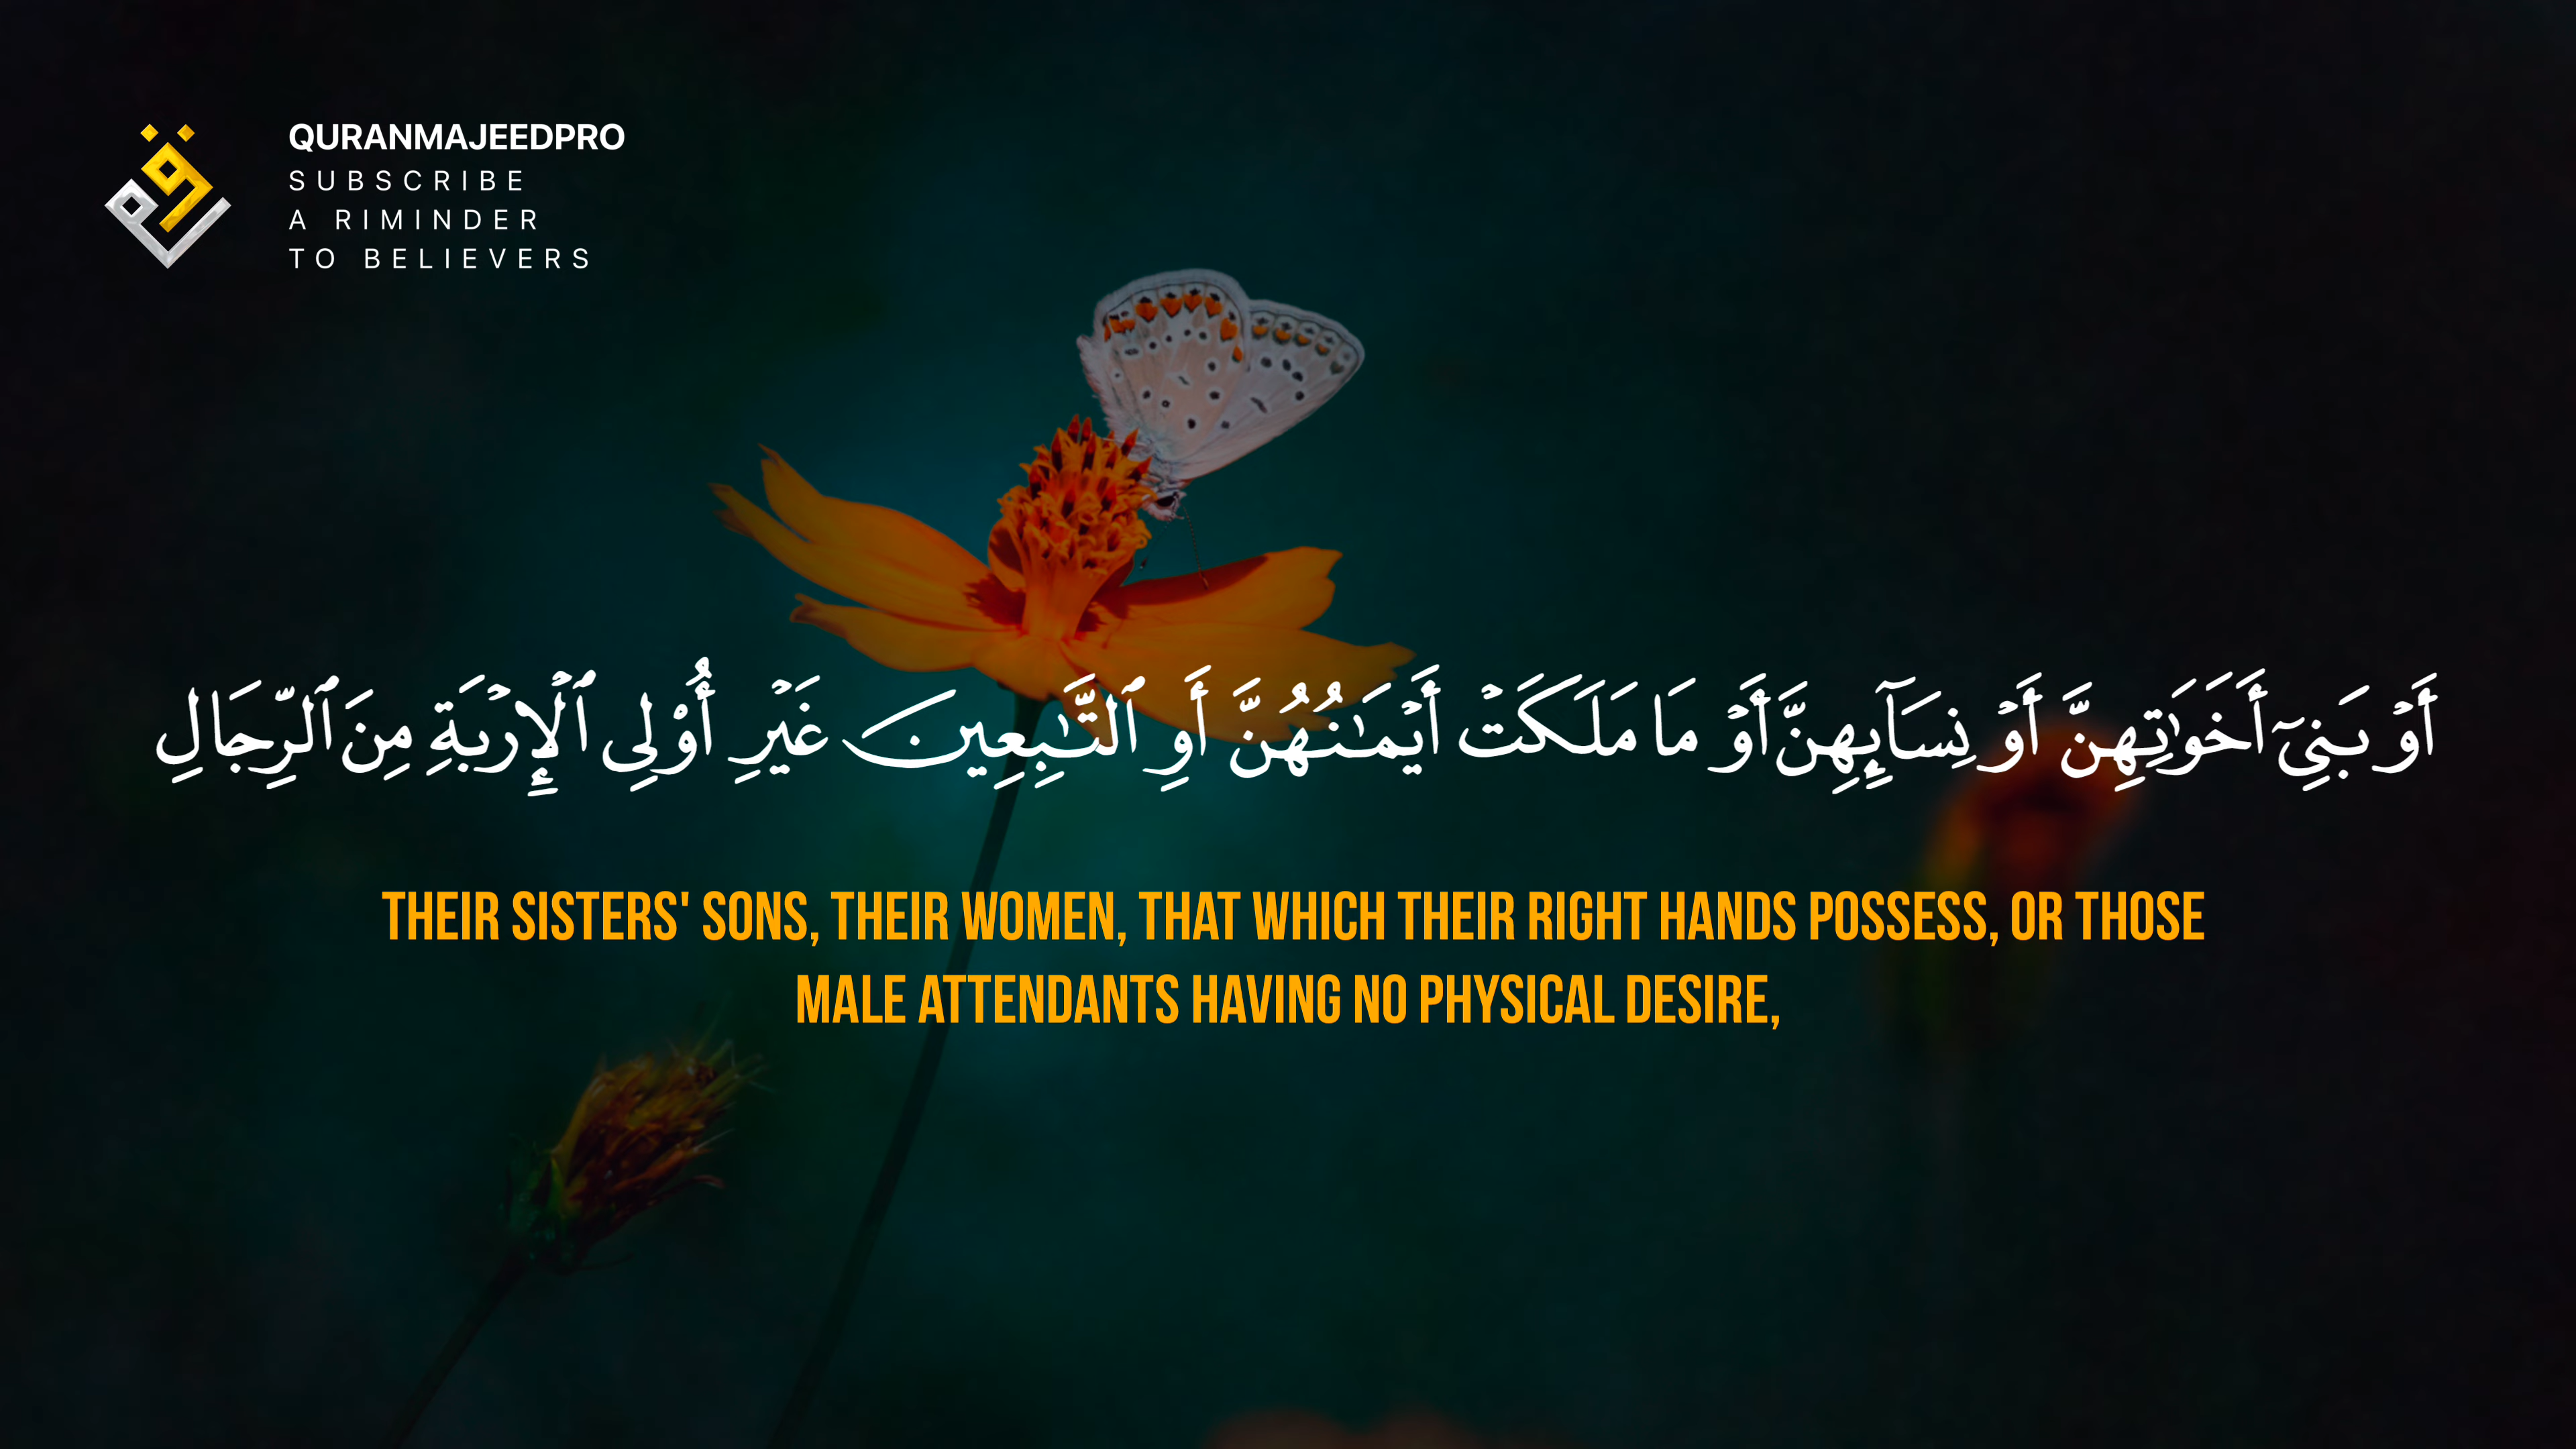 QURANMAJEEDPRO
SUBSCRIBE
A RIMINDER
TO BELIEVERS
أَوْ بَنِىٓ أَخَوَٰتِهِنَّ أَوْ نِسَآئِهِنَّ أَوْ مَا مَلَكَتْ أَيْمَـٰنُهُنَّ أَوِ ٱلتَّـٰبِعِينَ غَيْرِ أُو۟لِى ٱلْإِرْبَةِ مِنَ ٱلرِّجَالِ
THEIR SISTERS' SONS, THEIR WOMEN, THAT WHICH THEIR RIGHT HANDS POSSESS, OR THOSE
MALE ATTENDANTS HAVING NO PHYSICAL DESIRE,